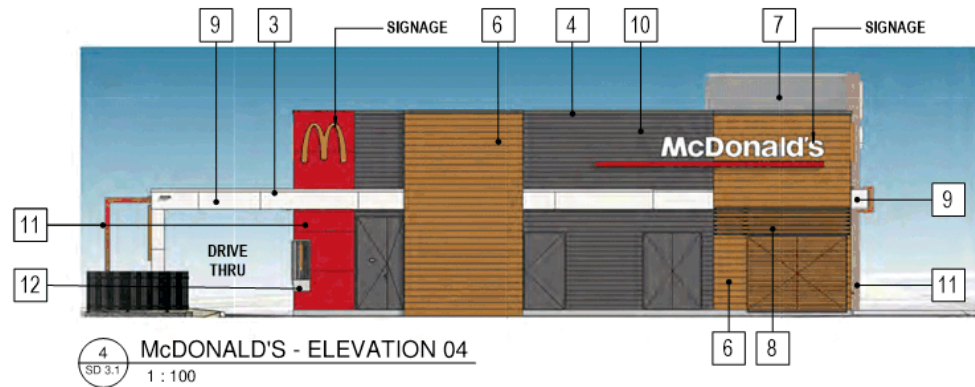 9 3 SIGNAGE 6 4 10 7 SIGNAGE
McDonald's
9
11
DRIVE
THRU
12
11
6 8
4
SD 3.1
McDONALD'S - ELEVATION 04
1 : 100